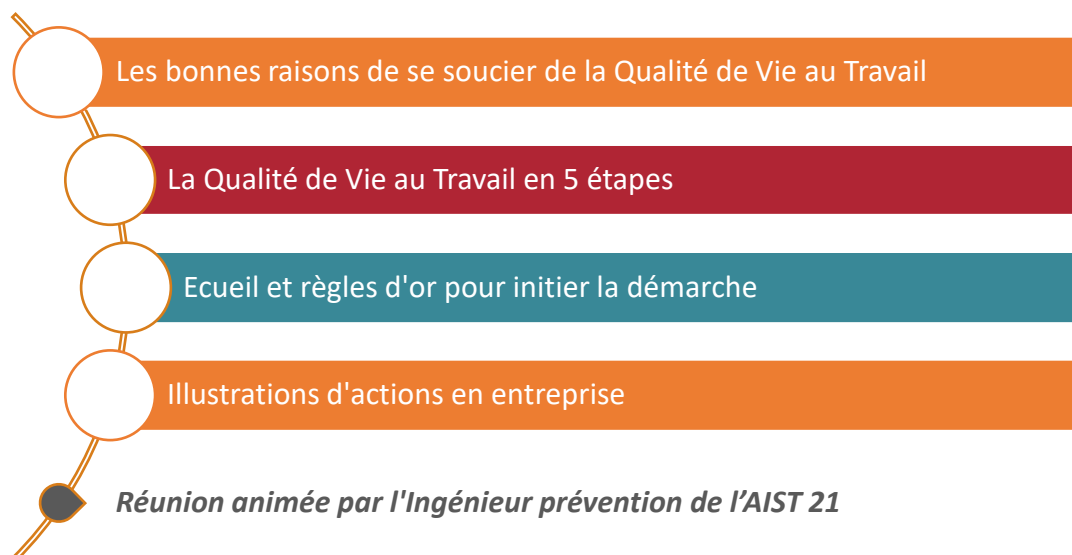 Les bonnes raisons de se soucier de la Qualité de Vie au Travail
La Qualité de Vie au Travail en 5 étapes
Ecueil et règles d'or pour initier la démarche
Illustrations d'actions en entreprise
Réunion animée par l'Ingénieur prévention de l’AIST 21